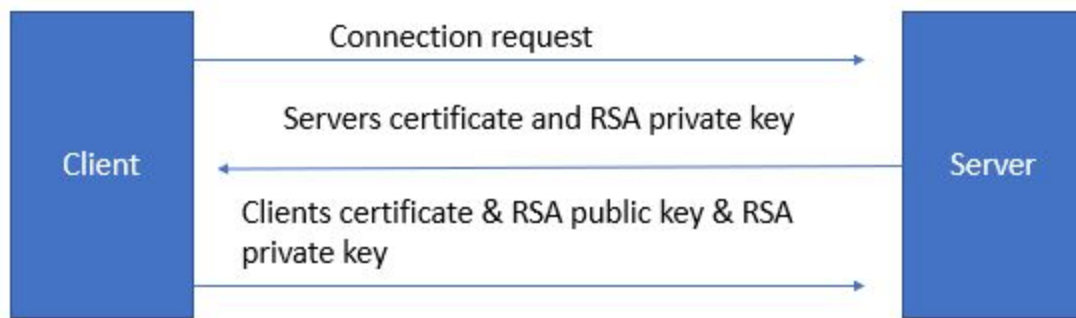 Connection request
Servers certificate and RSA private key
Client
Server
Clients certificate & RSA public key & RSA
private key